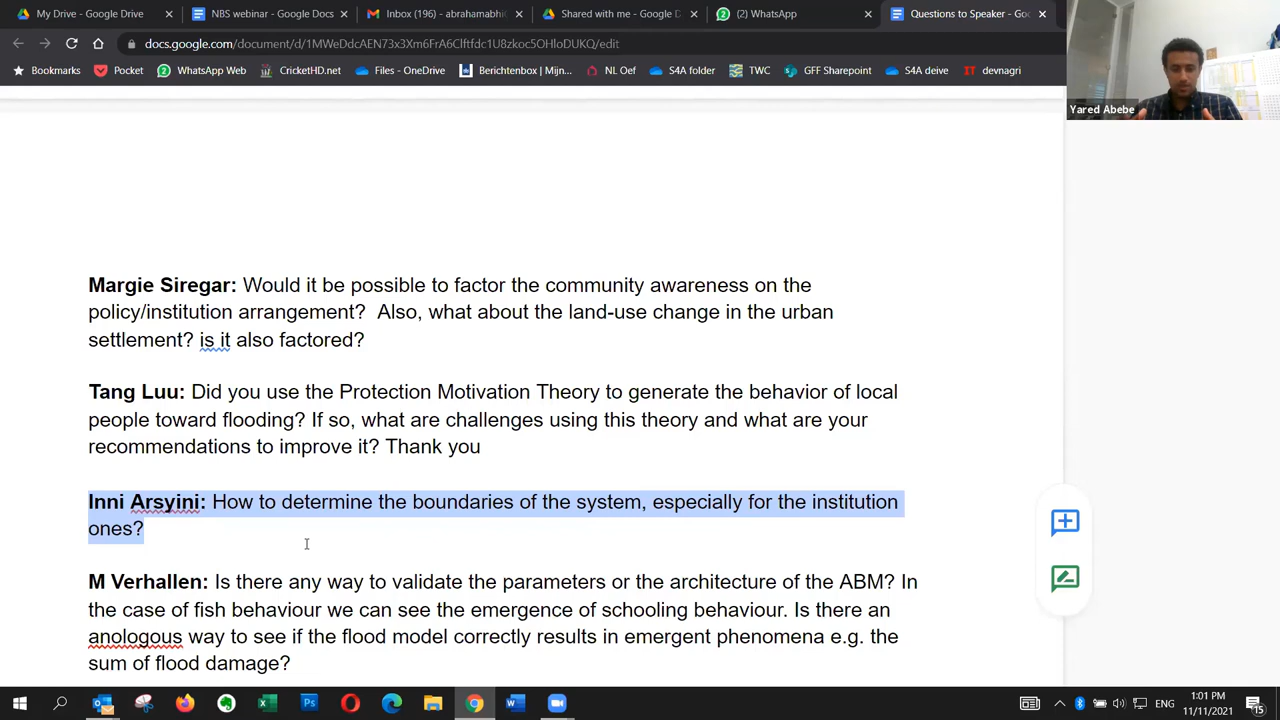 My Drive - Google Drive
NBS webinar - Google Docs
Inbox (196) - abrahamabhi
Shared with me - Google D
(2) WhatsApp
Questions to Speaker - Goo
docs.google.com/document/d/1MWeDdcAEN73x3Xm6FrA6Clftfdc1U8zkoc5OHloDUKQ/edit
Bookmarks
Pocket
WhatsApp Web
CricketHD.net
Files - OneDrive
NL Oef
S4A folder
TWC
GFF Sharepoint
S4A deive
devnagri
Yared Abebe
Margie Siregar: Would it be possible to factor the community awareness on the
policy/institution arrangement?  Also, what about the land-use change in the urban
settlement? is it also factored?
Tang Luu: Did you use the Protection Motivation Theory to generate the behavior of local
people toward flooding? If so, what are challenges using this theory and what are your
recommendations to improve it? Thank you
Inni Arsyini: How to determine the boundaries of the system, especially for the institution
ones?
M Verhallen: Is there any way to validate the parameters or the architecture of the ABM? In
the case of fish behaviour we can see the emergence of schooling behaviour. Is there an
anologous way to see if the flood model correctly results in emergent phenomena e.g. the
sum of flood damage?
ENG
1:01 PM
11/11/2021
15